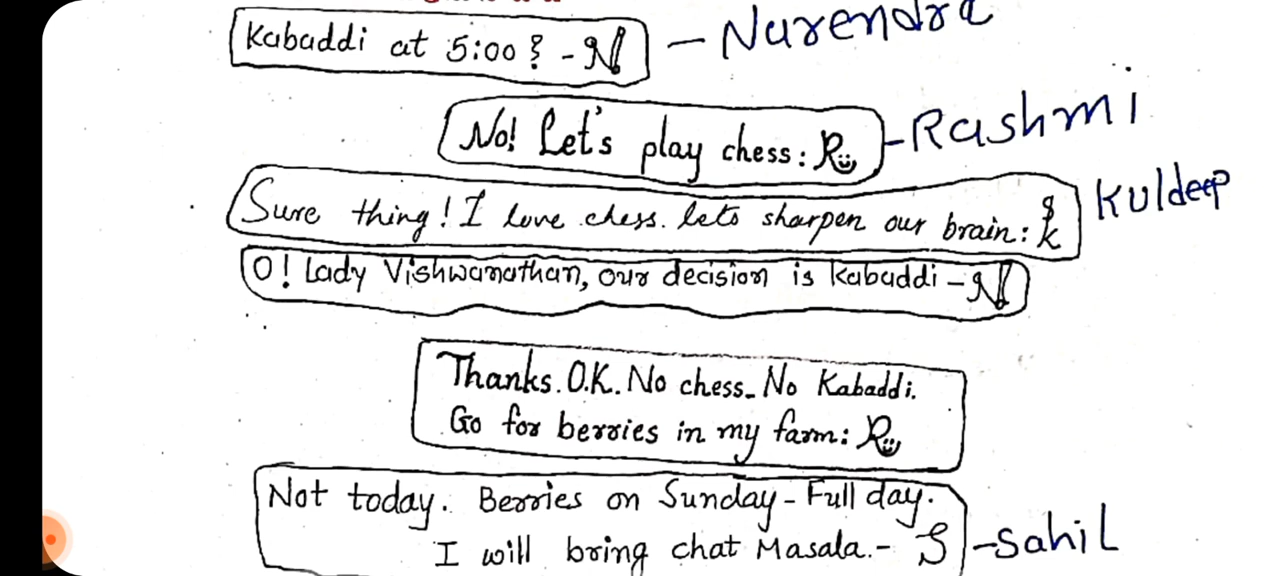 Kabaddi at 5:00? - N - Narendra
No! Let's play chess: R - Rashmi
Sure thing! I love chess. lets sharpen our brain: K Kuldeep
O! Lady Vishwanathan, our decision is Kabaddi - N
Thanks. O.K. No chess. No Kabaddi.
Go for berries in my farm: R
Not today. Berries on Sunday - Full day.
I will bring chat Masala. - S - Sahil